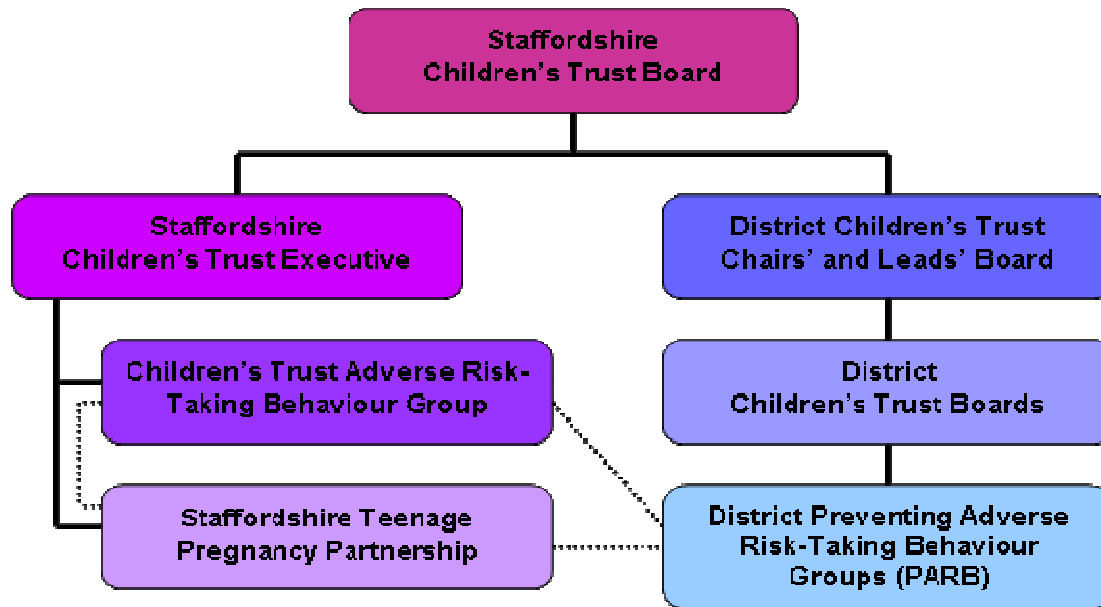 Staffordshire
Children's Trust Board
Staffordshire
Children's Trust Executive
District Children's Trust
Chairs' and Leads' Board
Children's Trust Adverse Risk-
Taking Behaviour Group
District
Children's Trust Boards
Staffordshire Teenage
Pregnancy Partnership
District Preventing Adverse
Risk-Taking Behaviour
Groups (PARB)